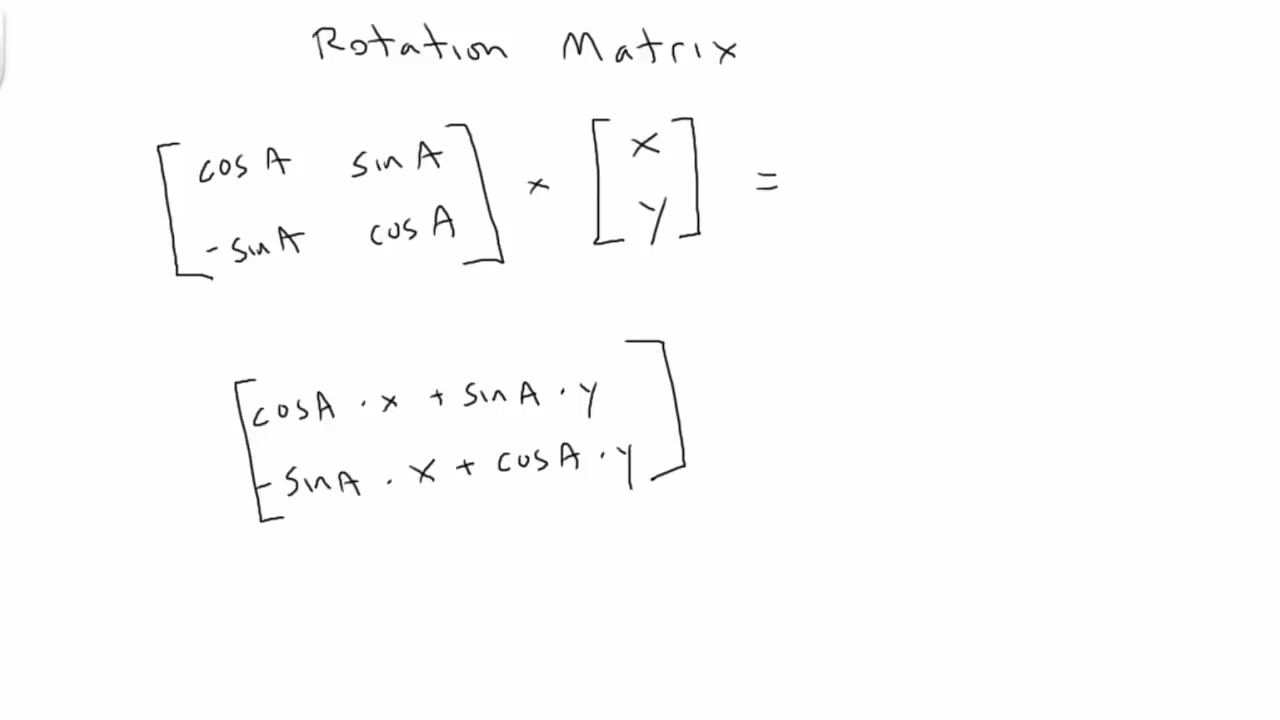 Rotation Matrix
cos A sin A
× x =
-sin A cos A
y
cosA · x + sinA · y
- sinA · x + cosA · y